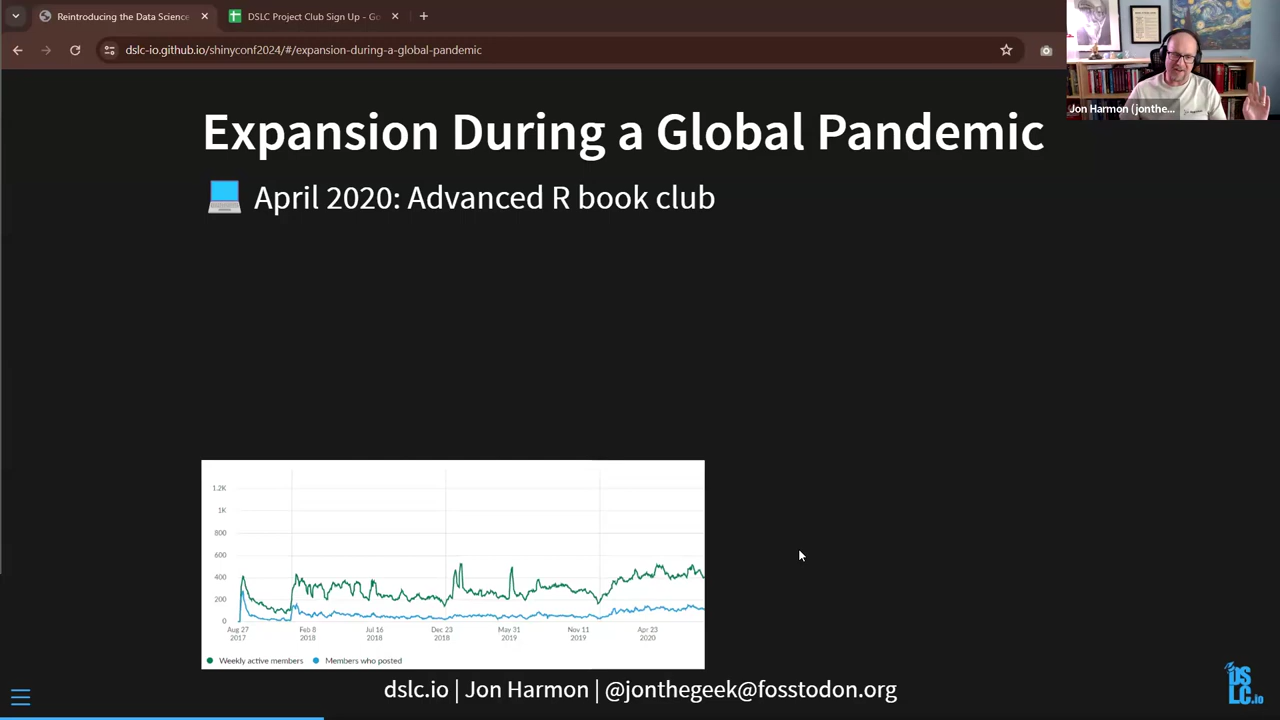 Reintroducing the Data Science
DSLC Project Club Sign Up - Go
dslc-io.github.io/shinyconf2024/#/expansion-during-a-global-pandemic
Jon Harmon (jonthe...
Expansion During a Global Pandemic
April 2020: Advanced R book club
1.2K
1K
800
600
400
200
0
Aug 27 2017
Feb 8 2018
Jul 16 2018
Dec 23 2018
May 31 2019
Nov 11 2019
Apr 23 2020
Weekly active members
Members who posted
dslc.io | Jon Harmon | @jonthegeek@fosstodon.org
DS
LC.io